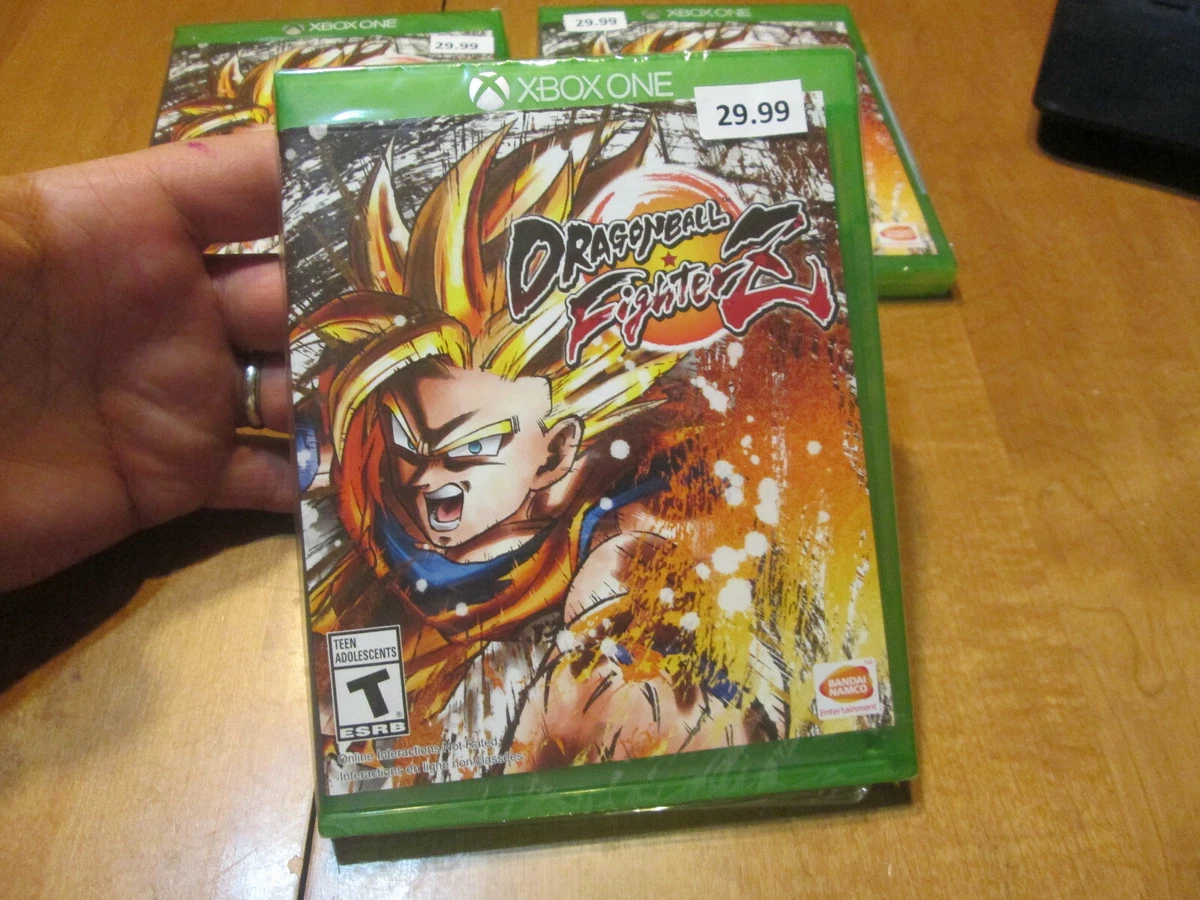 XBOX ONE
29.99
29.99
XBOX ONE
XBOX ONE
29.99
DRAGONBALL
FighterZ
TEEN
ADOLESCENTS
T
®
ESRB
Online Interactions Not Rated
Interactions en ligne non classées
BANDAI
NAMCO
™
Entertainment